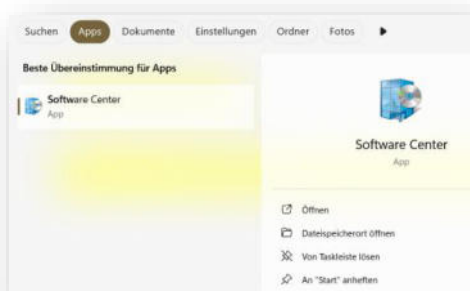 Suchen Apps Dokumente Einstellungen Ordner Fotos
Beste Übereinstimmung für Apps
Software Center
App
Software Center
App
Öffnen
Dateispeicherort öffnen
Von Taskleiste lösen
An "Start" anheften